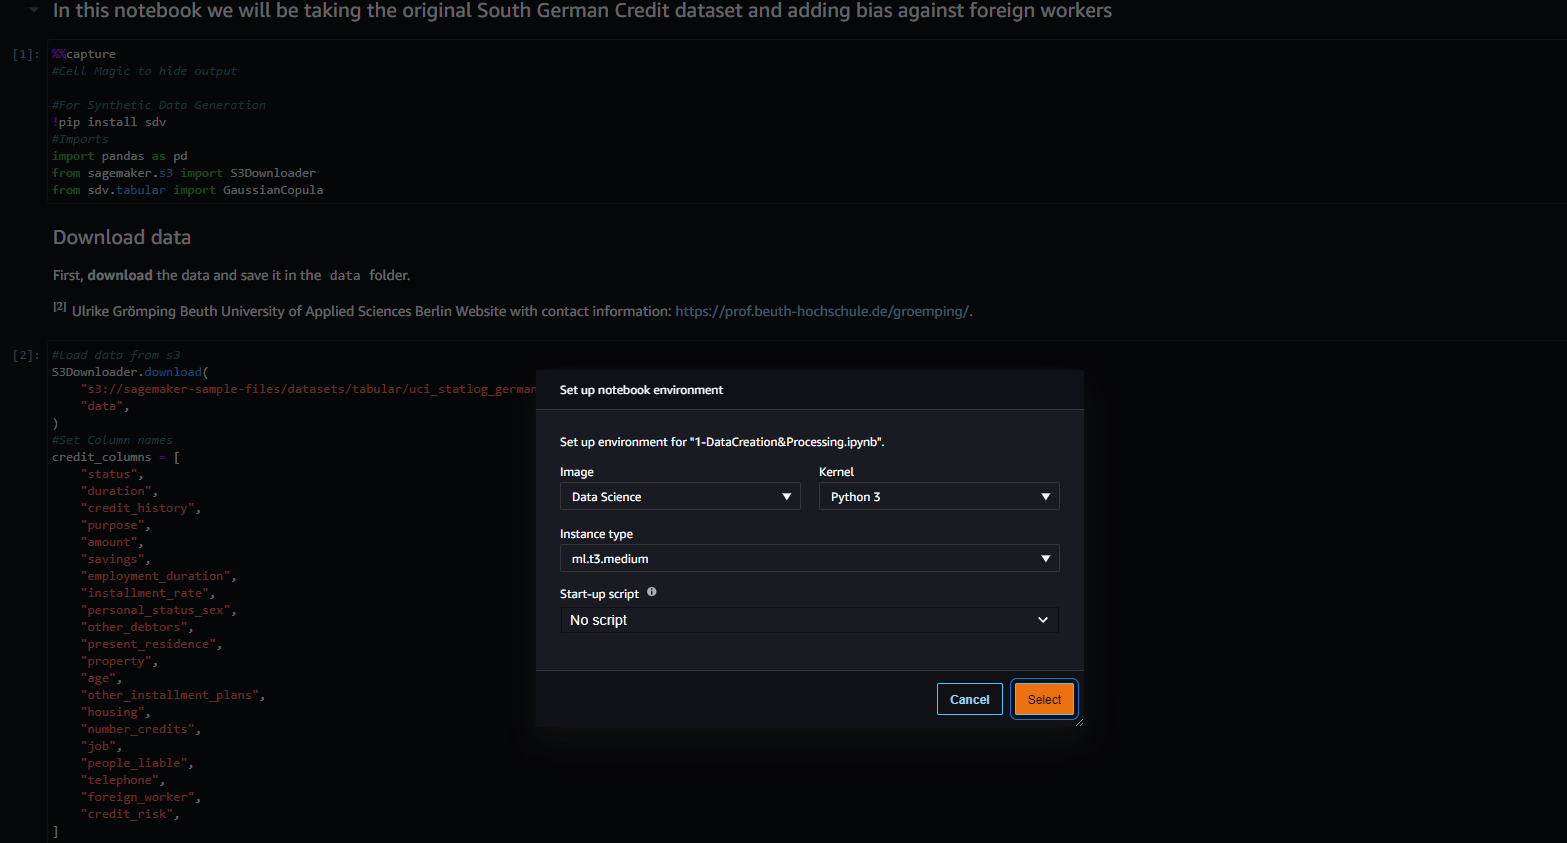 In this notebook we will be taking the original South German Credit dataset and adding bias against foreign workers
[1]:
%%capture
#Cell Magic to hide output
#For Synthetic Data Generation
!pip install sdv
#Imports
import pandas as pd
from sagemaker.s3 import S3Downloader
from sdv.tabular import GaussianCopula
Download data
First, download the data and save it in the data folder.
[2] Ulrike Grömping Beuth University of Applied Sciences Berlin Website with contact information: https://prof.beuth-hochschule.de/groemping/.
[2]:
#Load data from s3
S3Downloader.download(
"s3://sagemaker-sample-files/datasets/tabular/uci_statlog_german
"data",
)
#Set Column names
credit_columns = [
"status",
"duration",
"credit_history",
"purpose",
"amount",
"savings",
"employment_duration",
"installment_rate",
"personal_status_sex",
"other_debtors",
"present_residence",
"property",
"age",
"other_installment_plans",
"housing",
"number_credits",
"job",
"people_liable",
"telephone",
"foreign_worker",
"credit_risk",
]
Set up notebook environment
Set up environment for "1-DataCreation&Processing.ipynb".
Image
Kernel
Data Science
Python 3
Instance type
ml.t3.medium
Start-up script
No script
Cancel
Select